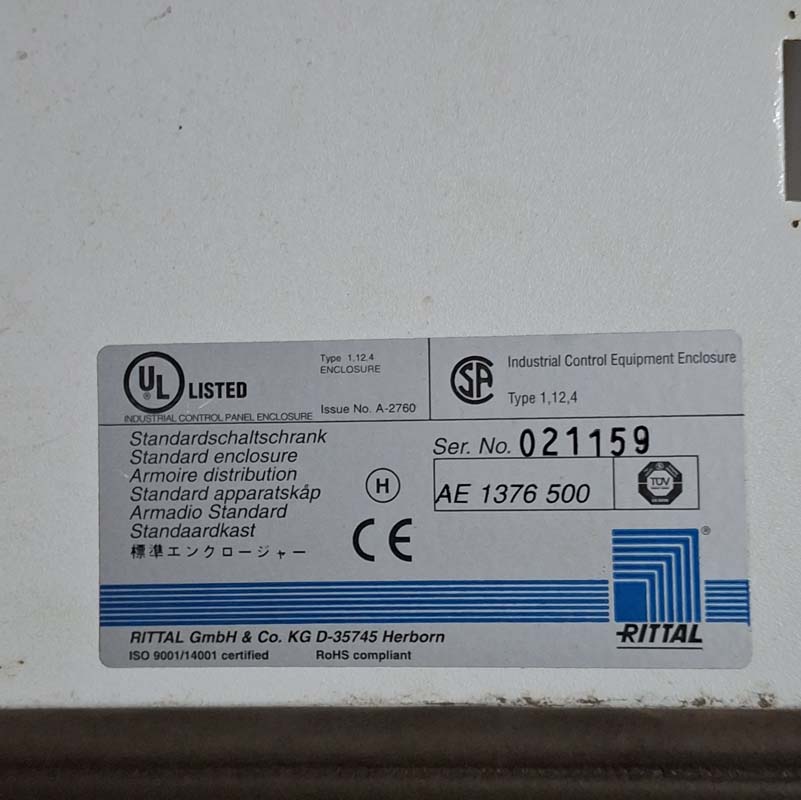 UL® LISTED
Type 1,12,4
ENCLOSURE
INDUSTRIAL CONTROL PANEL ENCLOSURE
Issue No. A-2760
SA Industrial Control Equipment Enclosure
Type 1,12,4
Standardschaltschrank
Standard enclosure
Armoire distribution
Standard apparatskåp
Armadio Standard
Standaardkast
標準エンクロージャー
H
CE
Ser. No. 021159
AE 1376 500
TÜV
®
RITTAL
RITTAL GmbH & Co. KG D-35745 Herborn
ISO 9001/14001 certified RoHS compliant